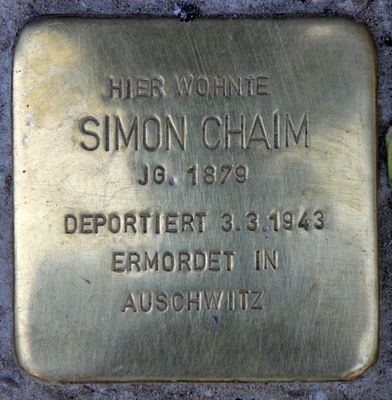 HIER WOHNTE
SIMON CHAIM
JG. 1879
DEPORTIERT 3.3.1943
ERMORDET IN
AUSCHWITZ